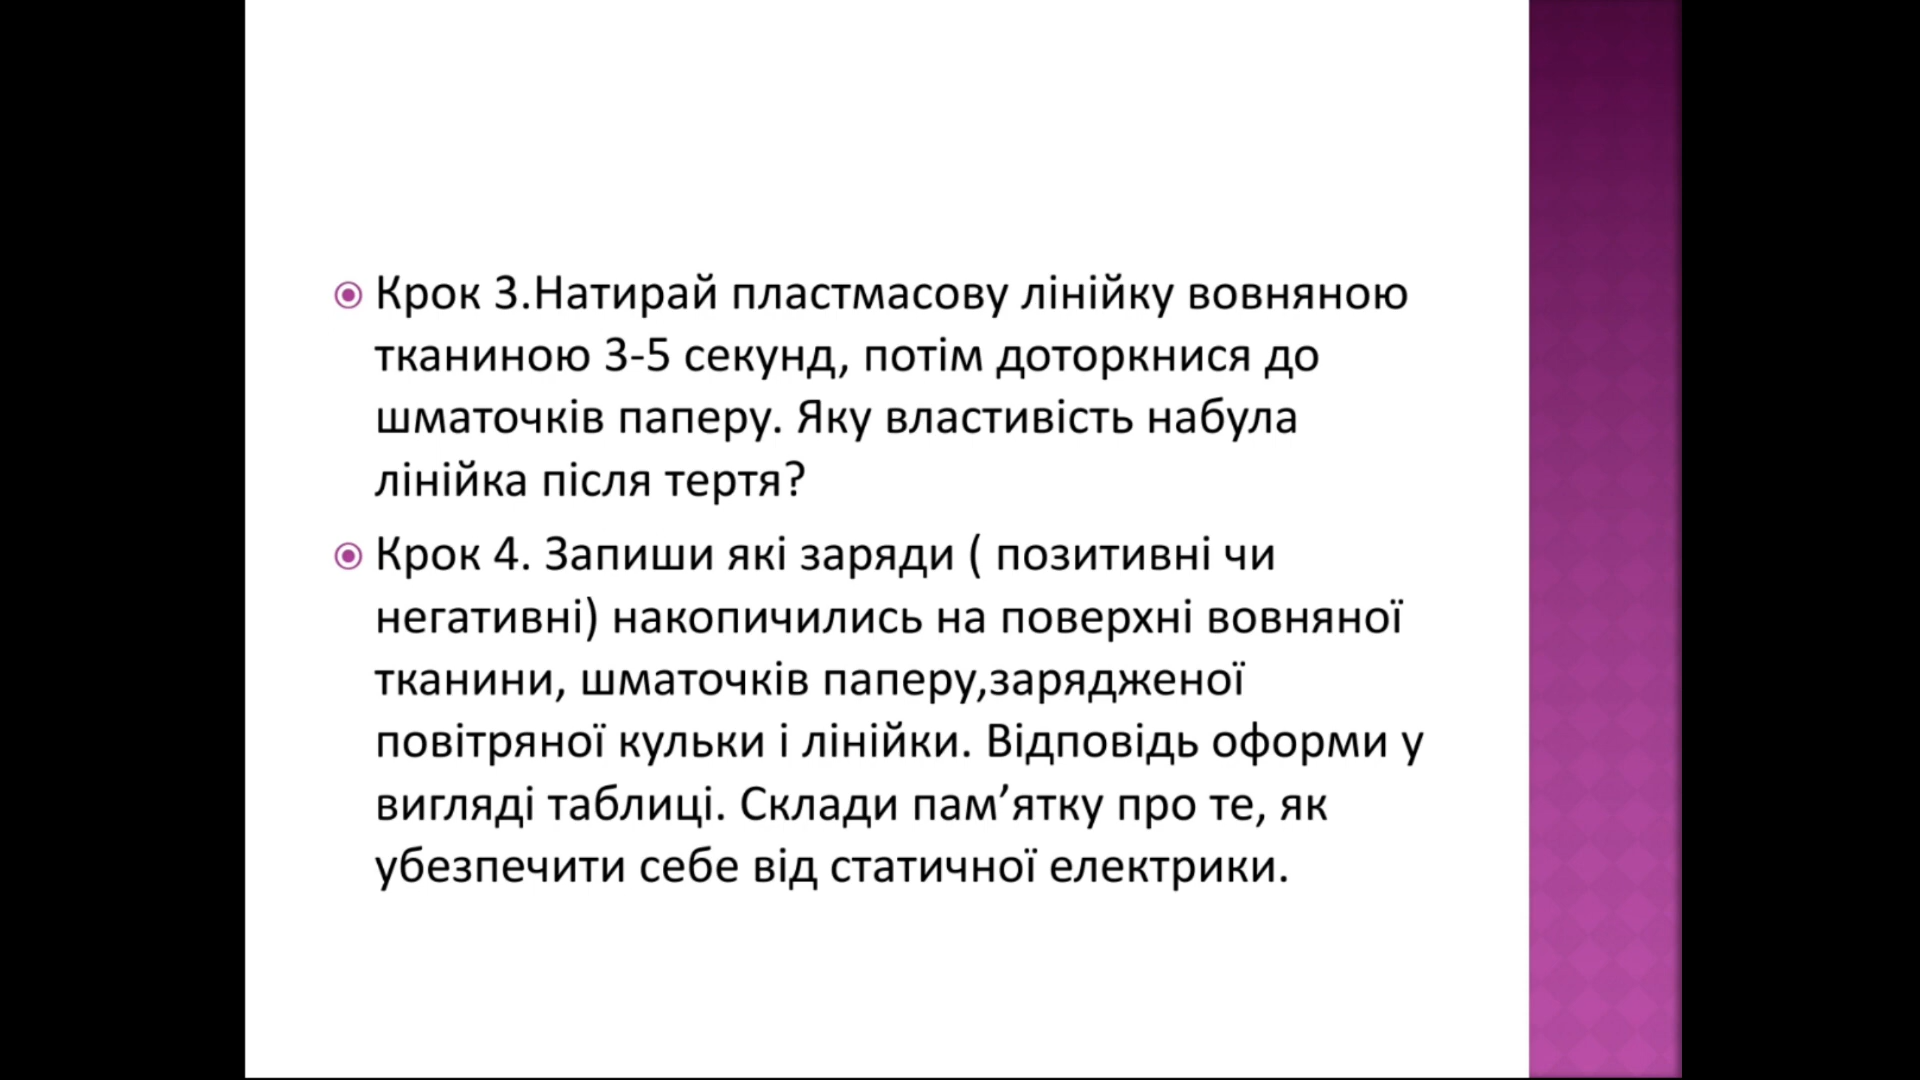 Крок 3.Натирай пластмасову лінійку вовняною
тканиною 3-5 секунд, потім доторкнися до
шматочків паперу. Яку властивість набула
лінійка після тертя?
Крок 4. Запиши які заряди ( позитивні чи
негативні) накопичились на поверхні вовняної
тканини, шматочків паперу,зарядженої
повітряної кульки і лінійки. Відповідь оформи у
вигляді таблиці. Склади пам’ятку про те, як
убезпечити себе від статичної електрики.